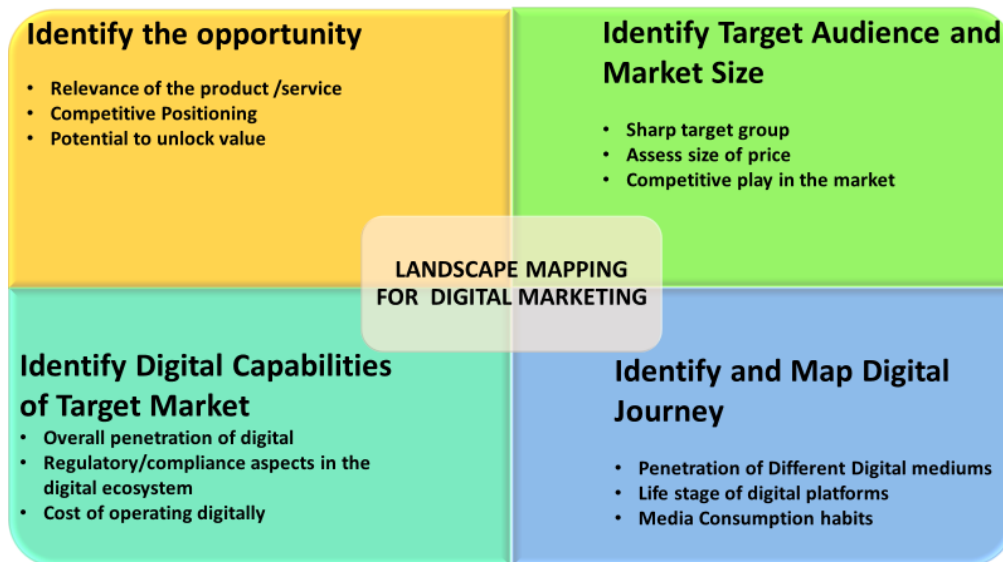 Identify the opportunity
• Relevance of the product /service
• Competitive Positioning
• Potential to unlock value
Identify Target Audience and
Market Size
• Sharp target group
• Assess size of price
• Competitive play in the market
LANDSCAPE MAPPING
FOR DIGITAL MARKETING
Identify Digital Capabilities
of Target Market
• Overall penetration of digital
• Regulatory/compliance aspects in the
digital ecosystem
• Cost of operating digitally
Identify and Map Digital
Journey
• Penetration of Different Digital mediums
• Life stage of digital platforms
• Media Consumption habits